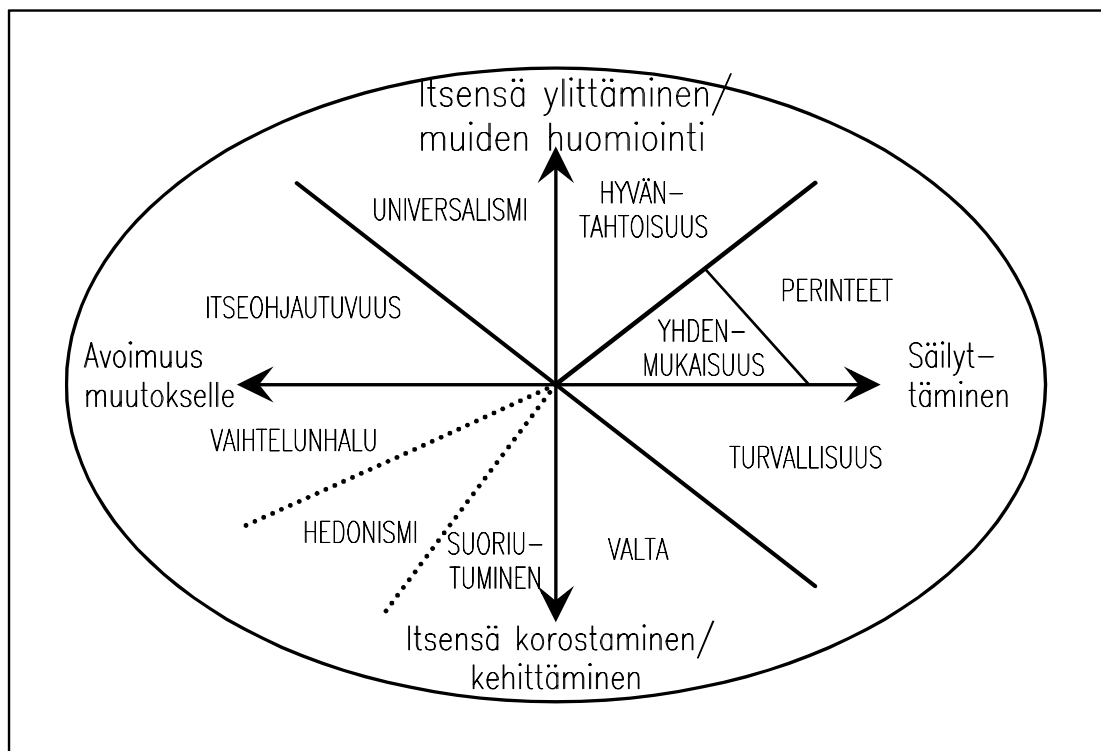 Itsensä ylittäminen/
muiden huomiointi
UNIVERSALISMI
HYVÄN-
TAHTOISUUS
ITSEOHJAUTUVUUS
PERINTEET
YHDEN-
MUKAISUUS
Avoimuus
muutokselle
Säilyt-
täminen
VAIHTELUNHALU
TURVALLISUUS
HEDONISMI
SUORIU-
TUMINEN
VALTA
Itsensä korostaminen/
kehittäminen